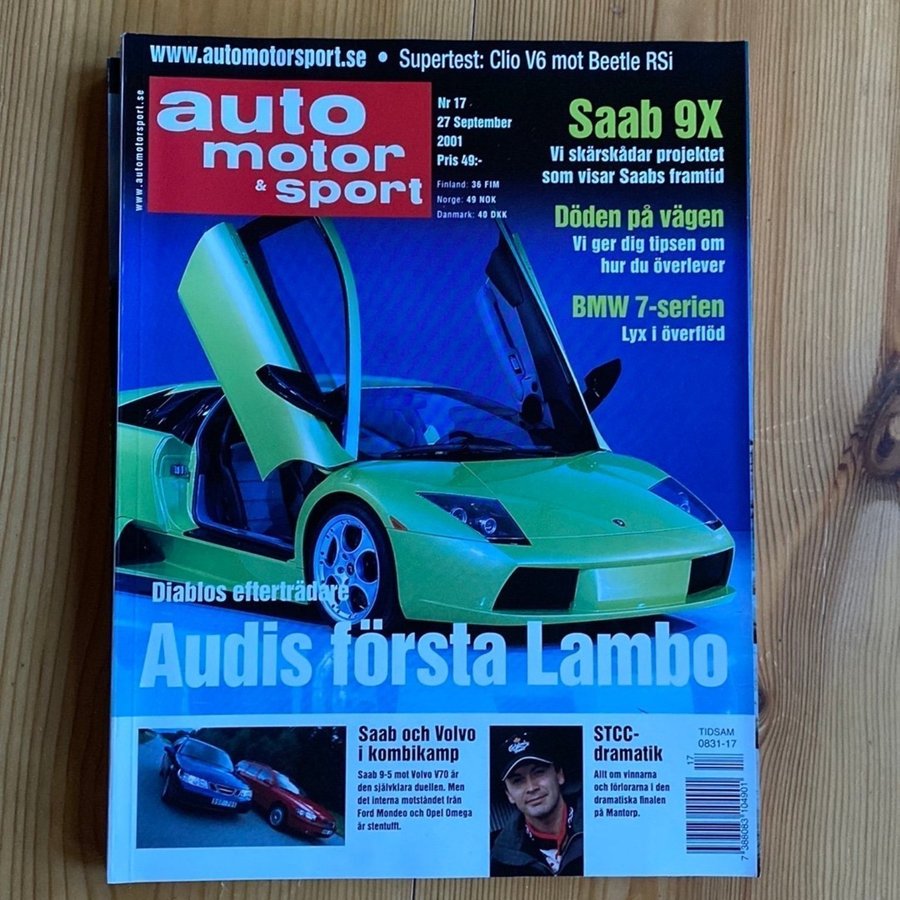 www.automotorsport.se • Supertest: Clio V6 mot Beetle RSi
www.automotorsport.se
auto
motor
& sport
Nr 17
27 September
2001
Pris 49:-
Finland: 36 FIM
Norge: 49 NOK
Danmark: 40 DKK
Saab 9X
Vi skärskådar projektet
som visar Saabs framtid
Döden på vägen
Vi ger dig tipsen om
hur du överlever
BMW 7-serien
Lyx i överflöd
Diablos efterträdare
Audis första Lambo
Saab och Volvo
i kombikamp
Saab 9-5 mot Volvo V70 är
den självklara duellen. Men
det interna motståndet från
Ford Mondeo och Opel Omega
är stentufft.
STCC-
dramatik
Allt om vinnarna
och förlorarna i den
dramatiska finalen
på Mantorp.
TIDSAM
0831-17
17
7 388083 104901